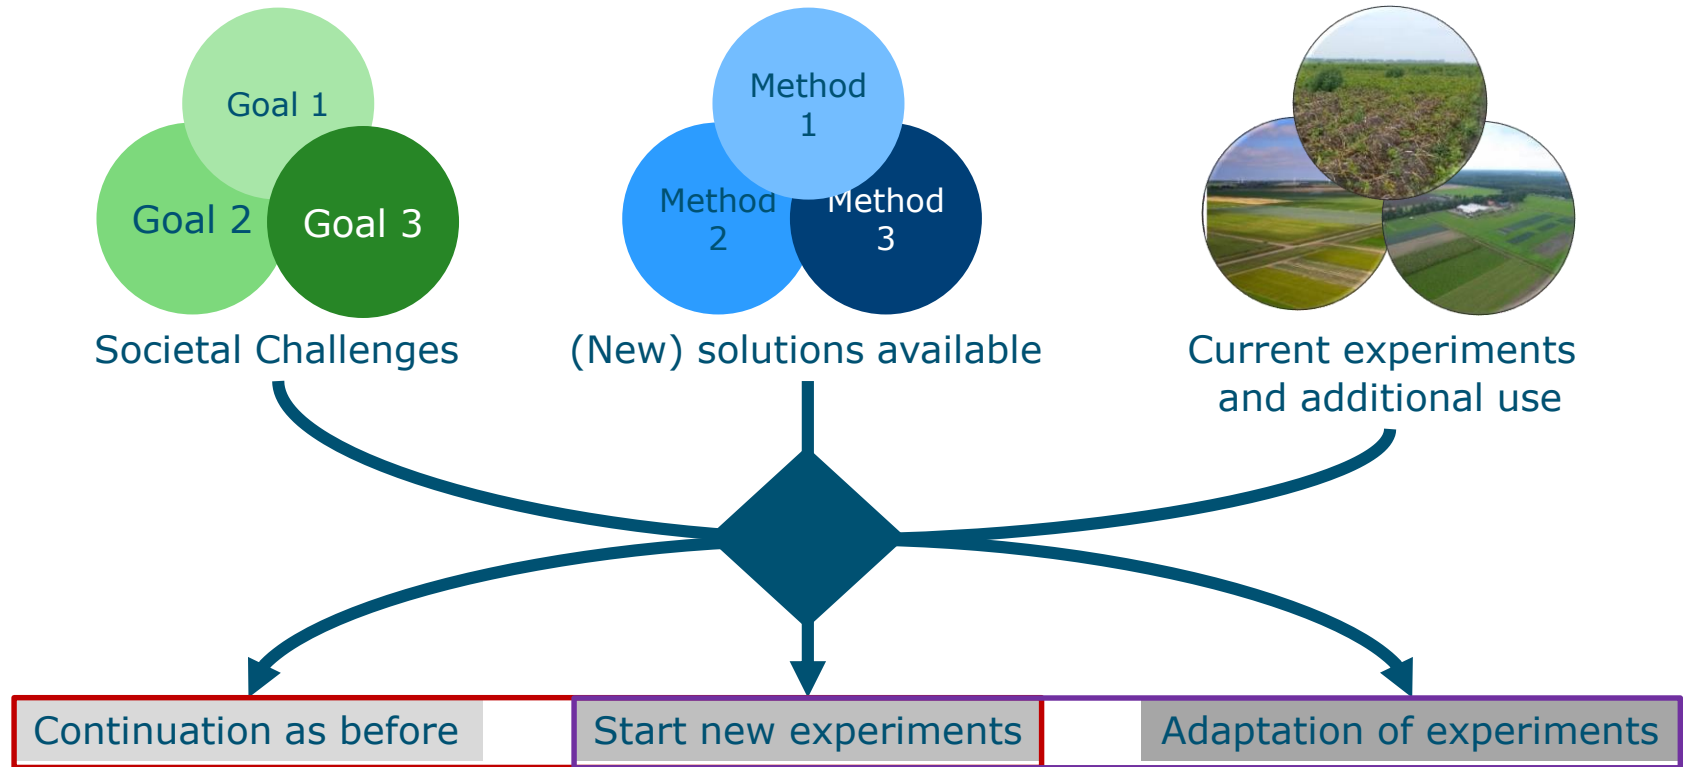 Goal 1
Goal 2
Goal 3
Method
1
Method
2
Method
3
Societal Challenges
(New) solutions available
Current experiments
and additional use
Continuation as before
Start new experiments
Adaptation of experiments